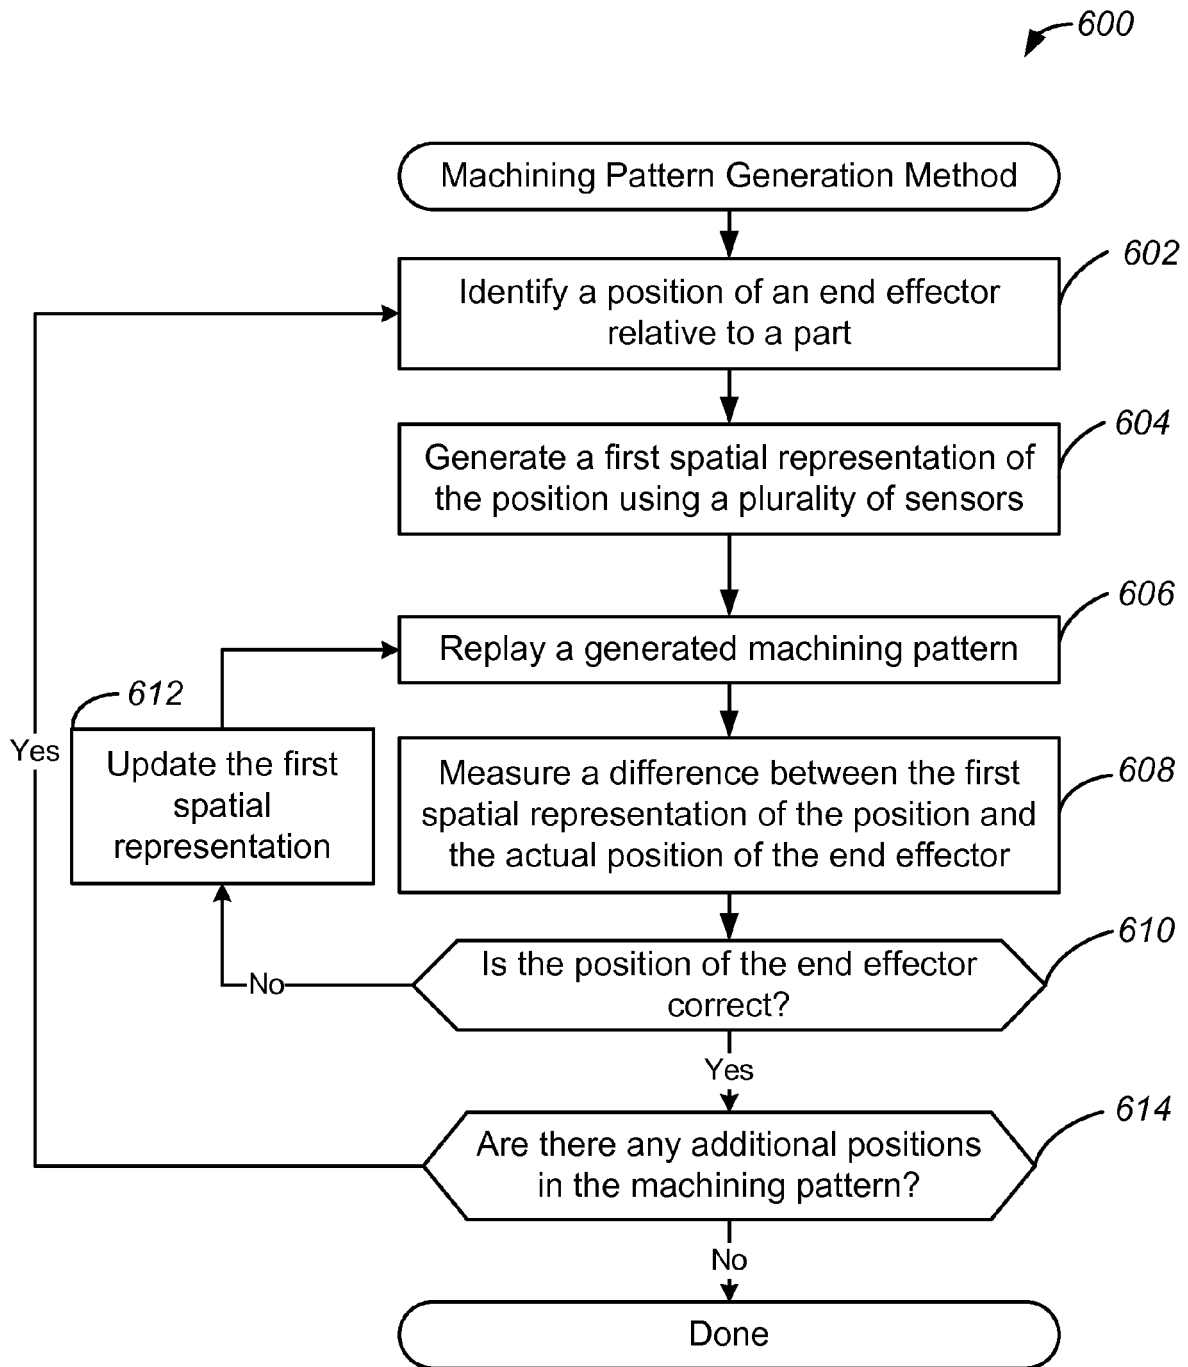 600
Machining Pattern Generation Method
602
Identify a position of an end effector
relative to a part
604
Generate a first spatial representation of
the position using a plurality of sensors
606
Replay a generated machining pattern
612
Yes
Update the first
spatial
representation
608
Measure a difference between the first
spatial representation of the position and
the actual position of the end effector
610
Is the position of the end effector
correct?
No
Yes
614
Are there any additional positions
in the machining pattern?
No
Done